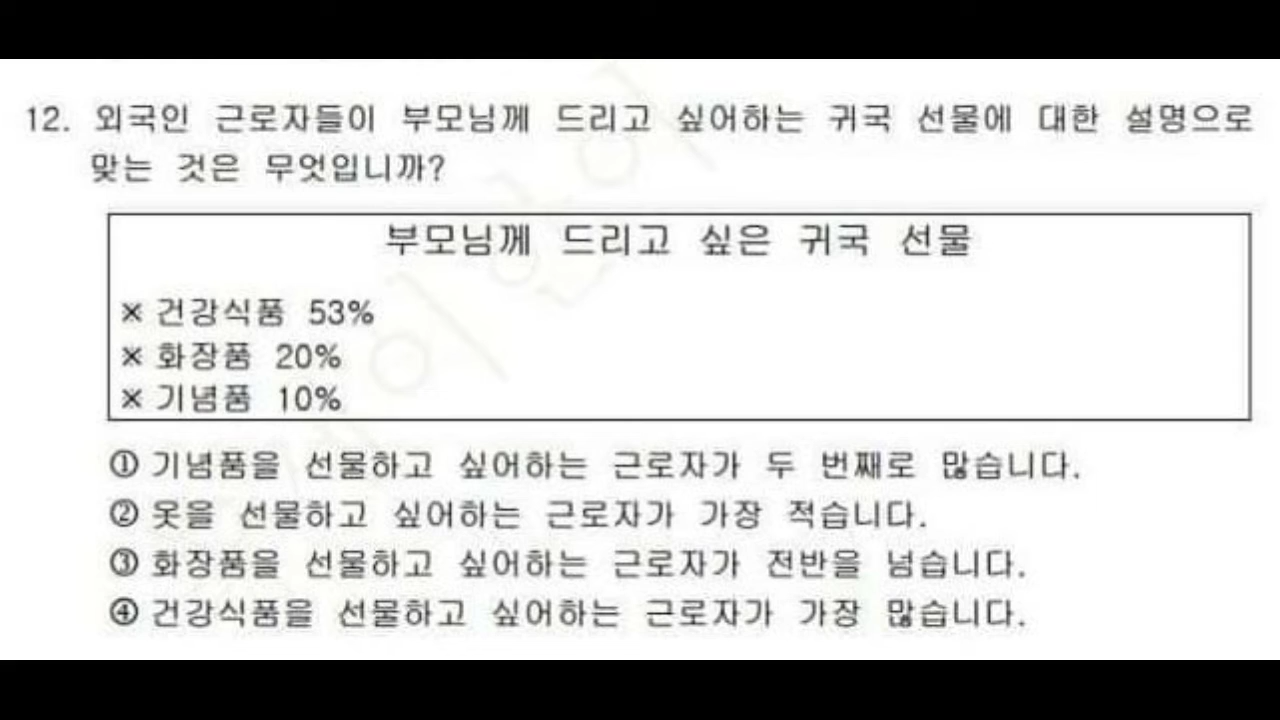 12. 외국인 근로자들이 부모님께 드리고 싶어하는 귀국 선물에 대한 설명으로
맞는 것은 무엇입니까?
부모님께 드리고 싶은 귀국 선물
※ 건강식품 53%
※ 화장품 20%
※ 기념품 10%
① 기념품을 선물하고 싶어하는 근로자가 두 번째로 많습니다.
② 옷을 선물하고 싶어하는 근로자가 가장 적습니다.
③ 화장품을 선물하고 싶어하는 근로자가 전반을 넘습니다.
④ 건강식품을 선물하고 싶어하는 근로자가 가장 많습니다.